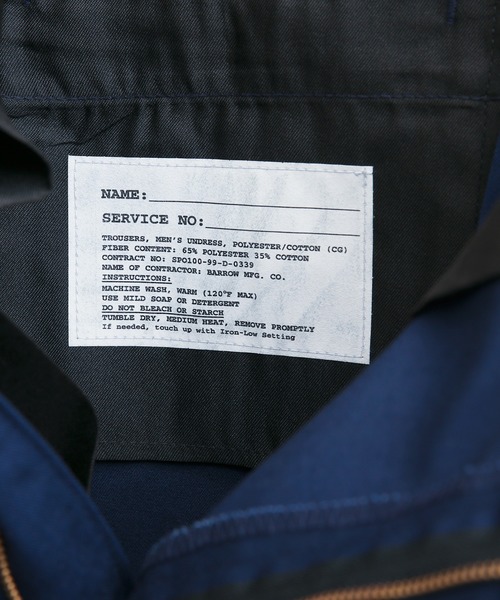 NAME:
SERVICE NO:
TROUSERS, MEN'S UNDRESS, POLYESTER/COTTON (CG)
FIBER CONTENT: 65% POLYESTER 35% COTTON
CONTRACT NO: SPO100-99-D-0339
NAME OF CONTRACTOR: BARROW MFG. CO.
INSTRUCTIONS:
MACHINE WASH, WARM (120°F MAX)
USE MILD SOAP OR DETERGENT
DO NOT BLEACH OR STARCH
TUMBLE DRY, MEDIUM HEAT, REMOVE PROMPTLY
If needed, touch up with Iron-Low Setting